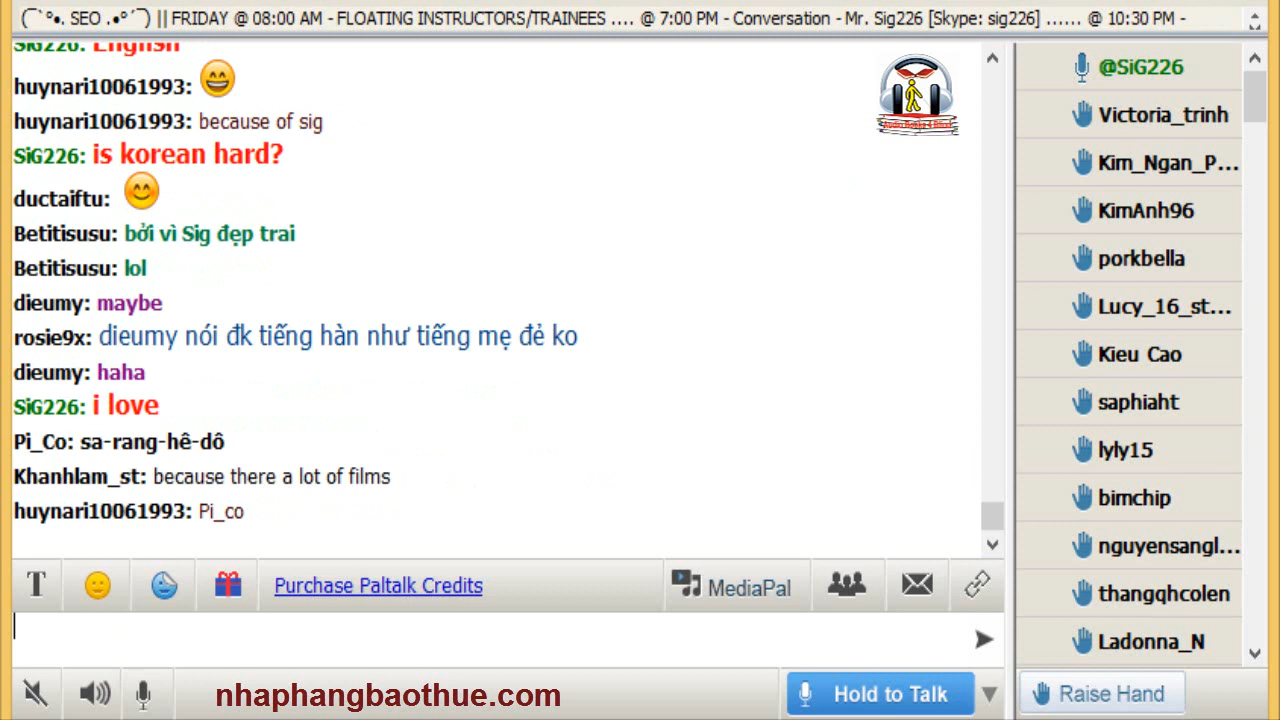 (¯`°•. SEO .•°´¯) || FRIDAY @ 08:00 AM - FLOATING INSTRUCTORS/TRAINEES .... @ 7:00 PM - Conversation - Mr. Sig226 [Skype: sig226] ...... @ 10:30 PM -
SiG226: English
huynari10061993:
huynari10061993: because of sig
SiG226: is korean hard?
ductaiftu:
Betitisusu: bởi vì Sig đẹp trai
Betitisusu: lol
dieumy: maybe
rosie9x: dieumy nói đk tiếng hàn như tiếng mẹ đẻ ko
dieumy: haha
SiG226: i love
Pi_Co: sa-rang-hê-dô
Khanhlam_st: because there a lot of films
huynari10061993: Pi_co
@SiG226
Victoria_trinh
Kim_Ngan_P...
KimAnh96
porkbella
Lucy_16_st...
Kieu Cao
saphiaht
lyly15
bimchip
nguyensangl...
thangqhcolen
Ladonna_N
T
Purchase Paltalk Credits
MediaPal
nhaphangbaothue.com
Hold to Talk
Raise Hand